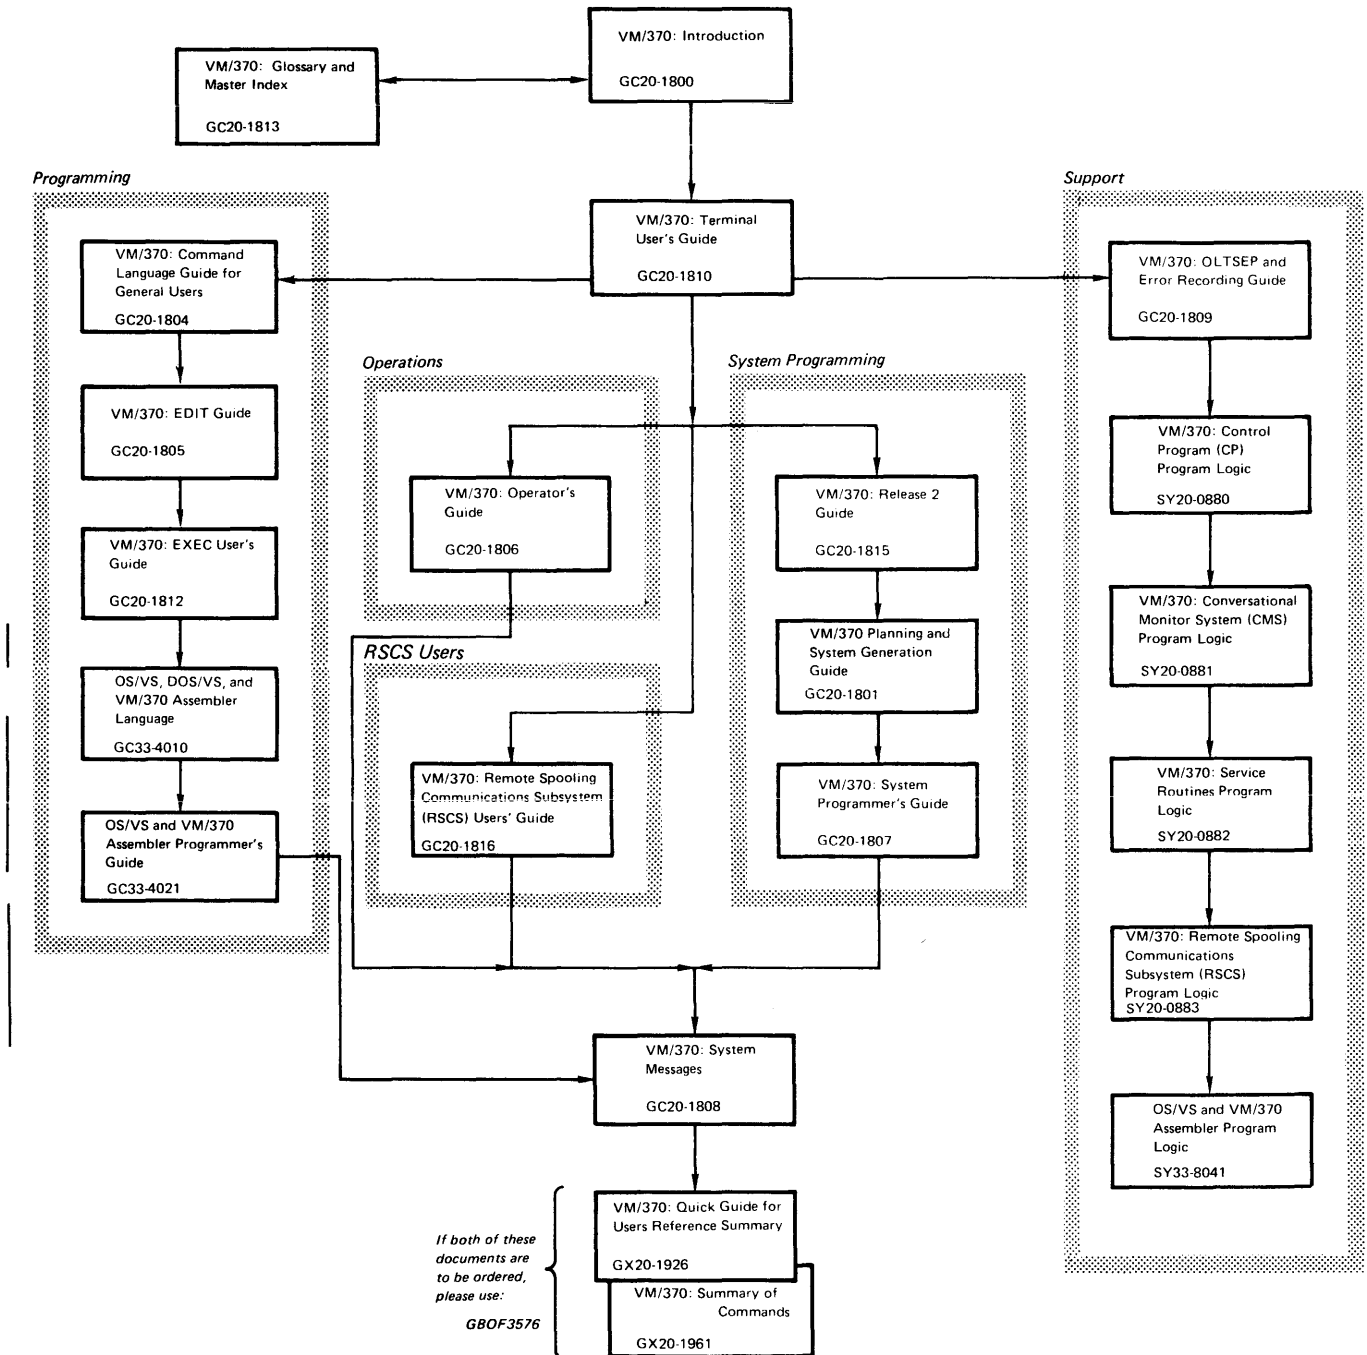 VM/370: Introduction
GC20-1800
VM/370: Glossary and
Master Index
GC20-1813
Programming
Support
VM/370: Terminal
User's Guide
GC20-1810
VM/370: Command
Language Guide for
General Users
GC20-1804
VM/370: EDIT Guide
GC20-1805
VM/370: EXEC User's
Guide
GC20-1812
OS/VS, DOS/VS, and
VM/370 Assembler
Language
GC33-4010
OS/VS and VM/370
Assembler Programmer's
Guide
GC33-4021
Operations
VM/370: Operator's
Guide
GC20-1806
RSCS Users
VM/370: Remote Spooling
Communications Subsystem
(RSCS) Users' Guide
GC20-1816
System Programming
VM/370: Release 2
Guide
GC20-1815
VM/370 Planning and
System Generation
Guide
GC20-1801
VM/370: System
Programmer's Guide
GC20-1807
VM/370: OLTSEP and
Error Recording Guide
GC20-1809
VM/370: Control
Program (CP)
Program Logic
SY20-0880
VM/370: Conversational
Monitor System (CMS)
Program Logic
SY20-0881
VM/370: Service
Routines Program
Logic
SY20-0882
VM/370: Remote Spooling
Communications
Subsystem (RSCS)
Program Logic
SY20-0883
OS/VS and VM/370
Assembler Program
Logic
SY33-8041
VM/370: System
Messages
GC20-1808
If both of these
documents are
to be ordered,
please use:
GBOF3576
VM/370: Quick Guide for
Users Reference Summary
GX20-1926
VM/370: Summary of
Commands
GX20-1961